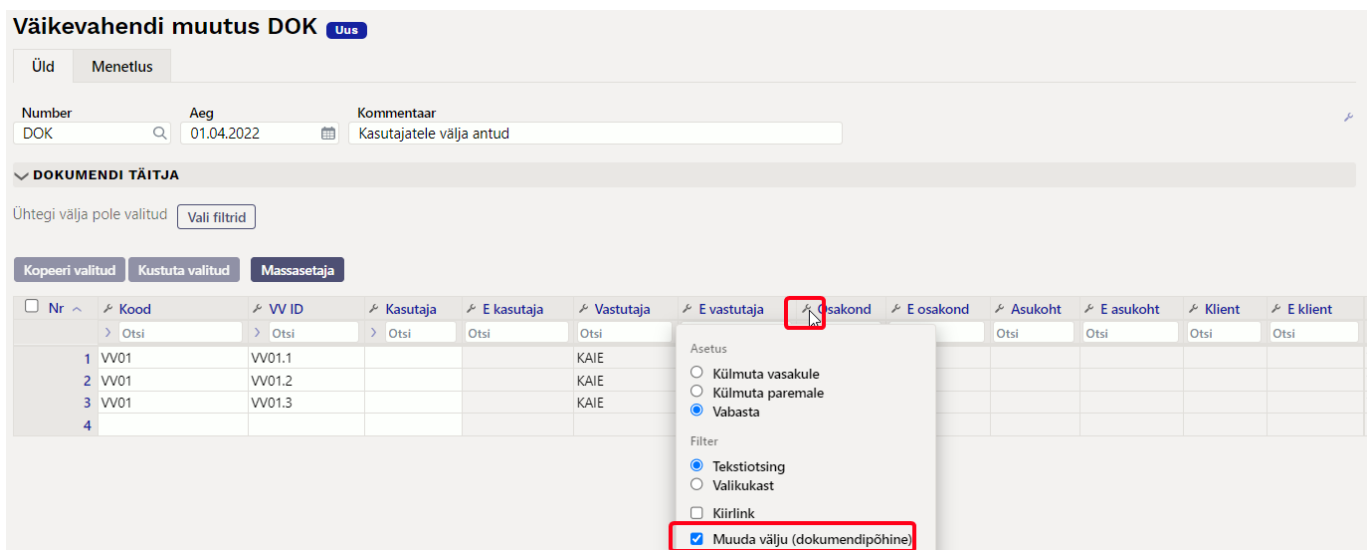 Väikevahendi muutus DOK Uus
Üld Menetlus
Number Aeg Kommentaar
DOK 01.04.2022 Kasutajatele välja antud
DOKUMENDI TÄITJA
Ühtegi välja pole valitud Vali filtrid
Kopeeri valitud Kustuta valitud Massasetaja
Nr Kood VV ID Kasutaja E kasutaja Vastutaja E vastutaja Osakond E osakond Asukoht E asukoht Klient E klient
Otsi Otsi Otsi Otsi Otsi Otsi Otsi Otsi Otsi
1 VV01 VV01.1 KAIE
2 VV01 VV01.2 KAIE
3 VV01 VV01.3 KAIE
4
Asetus
Külmuta vasakule
Külmuta paremale
Vabasta
Filter
Tekstiotsing
Valikukast
Kiirlink
Muuda välju (dokumendipõhine)